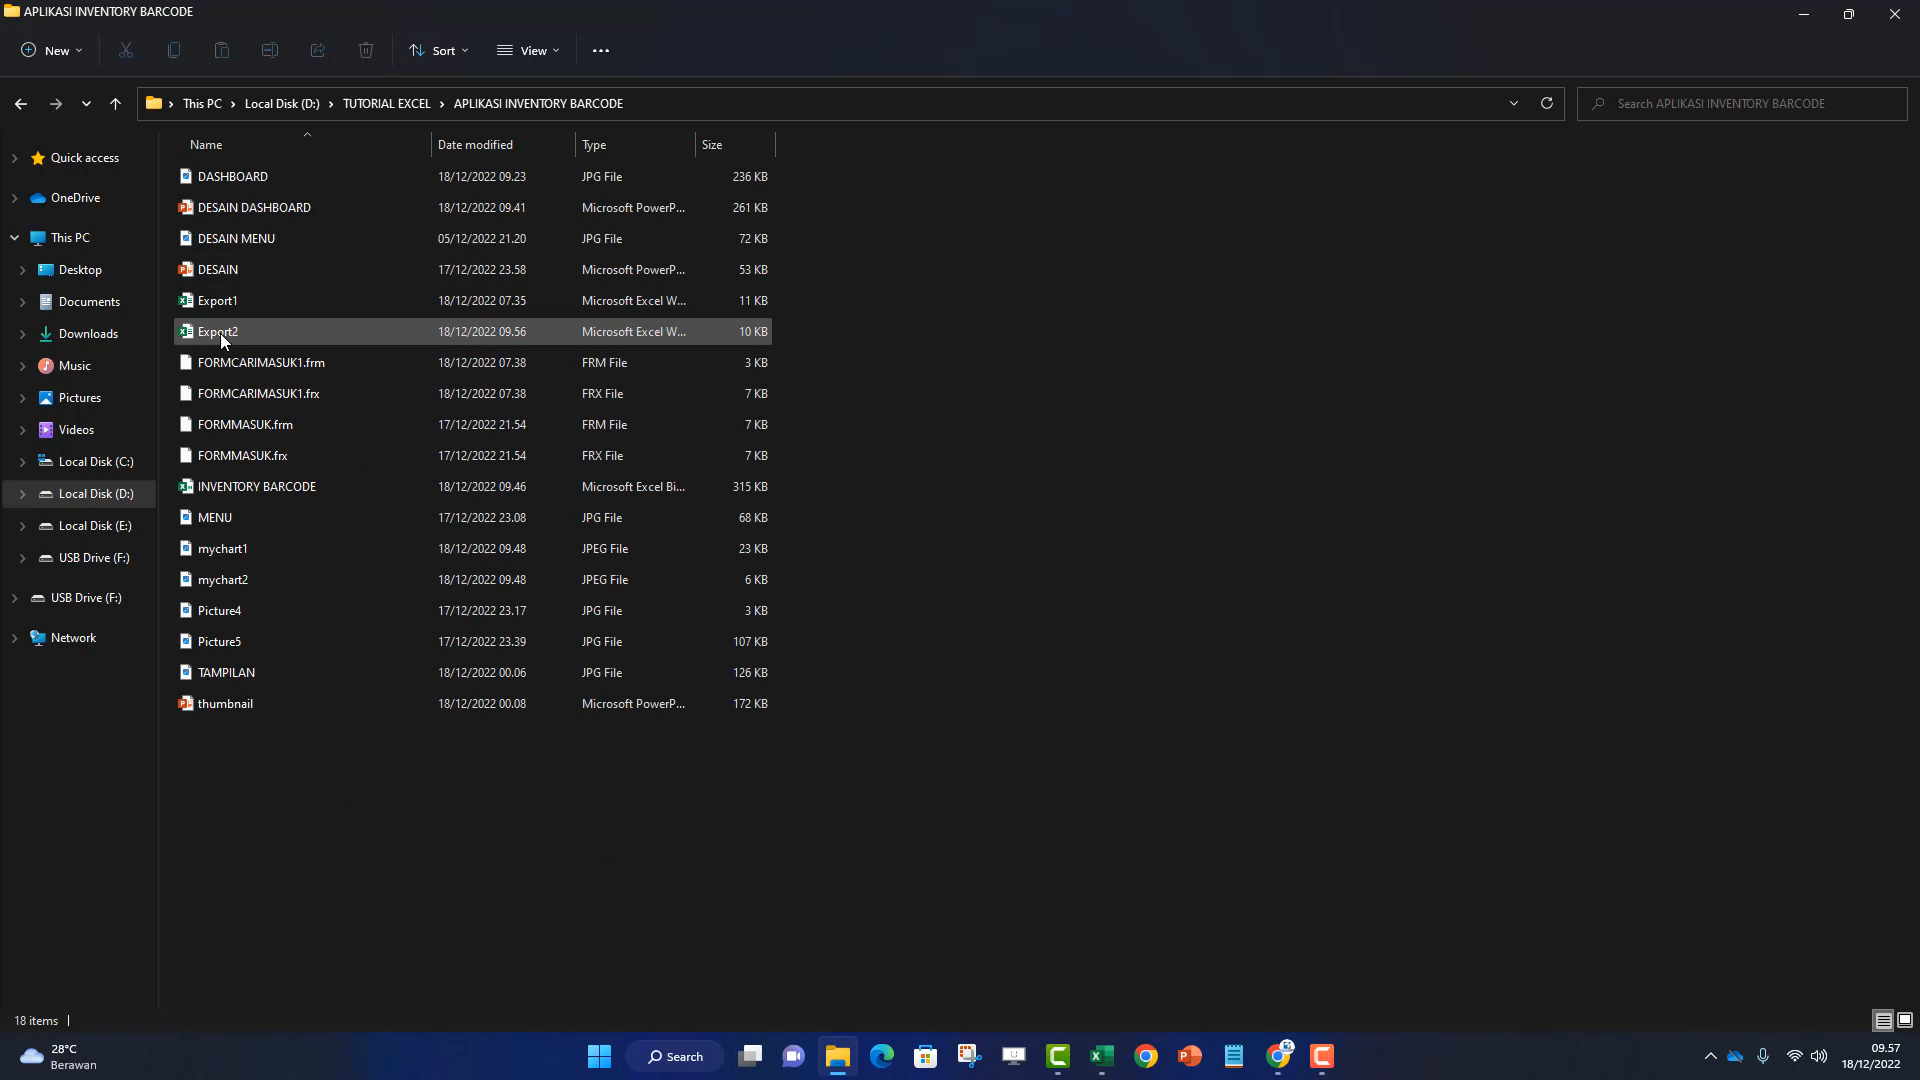 APLIKASI INVENTORY BARCODE
New Sort View
This PC Local Disk (D:) TUTORIAL EXCEL APLIKASI INVENTORY BARCODE Search APLIKASI INVENTORY BARCODE
Name Date modified Type Size
Quick access
OneDrive
This PC
Desktop
Documents
Downloads
Music
Pictures
Videos
Local Disk (C:)
Local Disk (D:)
Local Disk (E:)
USB Drive (F:)
USB Drive (F:)
Network
DASHBOARD 18/12/2022 09.23 JPG File 236 KB
DESAIN DASHBOARD 18/12/2022 09.41 Microsoft PowerP... 261 KB
DESAIN MENU 05/12/2022 21.20 JPG File 72 KB
DESAIN 17/12/2022 23.58 Microsoft PowerP... 53 KB
Export1 18/12/2022 07.35 Microsoft Excel W... 11 KB
Export2 18/12/2022 09.56 Microsoft Excel W... 10 KB
FORMCARIMASUK1.frm 18/12/2022 07.38 FRM File 3 KB
FORMCARIMASUK1.frx 18/12/2022 07.38 FRX File 7 KB
FORMMASUK.frm 17/12/2022 21.54 FRM File 7 KB
FORMMASUK.frx 17/12/2022 21.54 FRX File 7 KB
INVENTORY BARCODE 18/12/2022 09.46 Microsoft Excel Bi... 315 KB
MENU 17/12/2022 23.08 JPG File 68 KB
mychart1 18/12/2022 09.48 JPEG File 23 KB
mychart2 18/12/2022 09.48 JPEG File 6 KB
Picture4 17/12/2022 23.17 JPG File 3 KB
Picture5 17/12/2022 23.39 JPG File 107 KB
TAMPILAN 18/12/2022 00.06 JPG File 126 KB
thumbnail 18/12/2022 00.08 Microsoft PowerP... 172 KB
18 items
28°C
Berawan
Search
09.57
18/12/2022